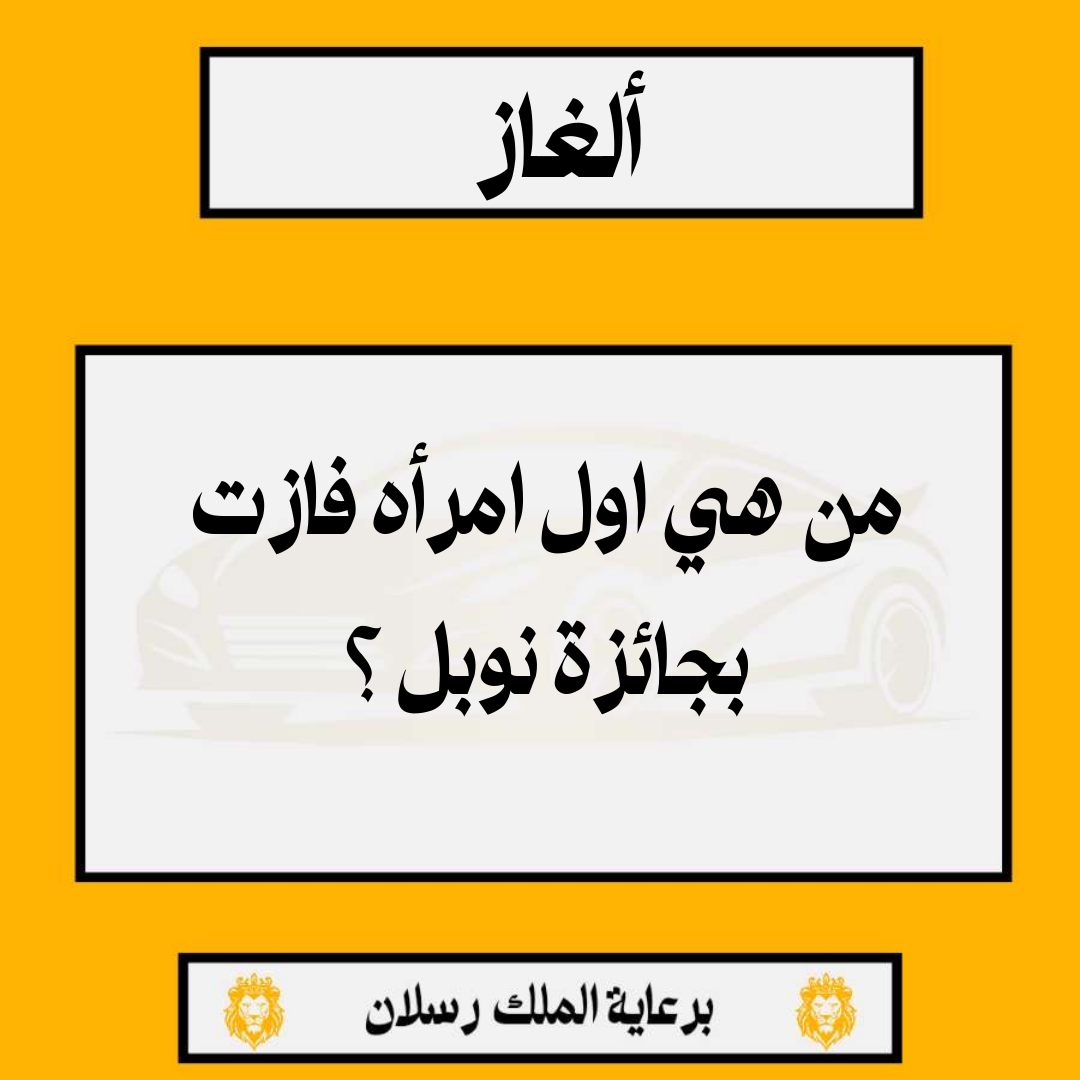 ألغاز
من هي اول امرأه فازت
بجائزة نوبل ؟
برعاية الملك رسلان